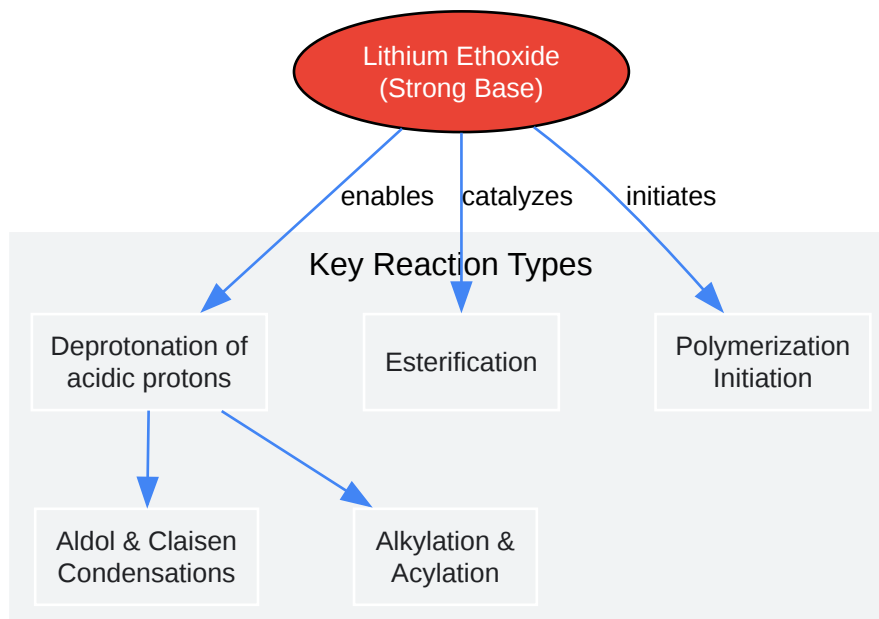 Lithium Ethoxide
(Strong Base)
enables
catalyzes
initiates
Key Reaction Types
Deprotonation of
acidic protons
Esterification
Polymerization
Initiation
Aldol & Claisen
Condensations
Alkylation &
Acylation